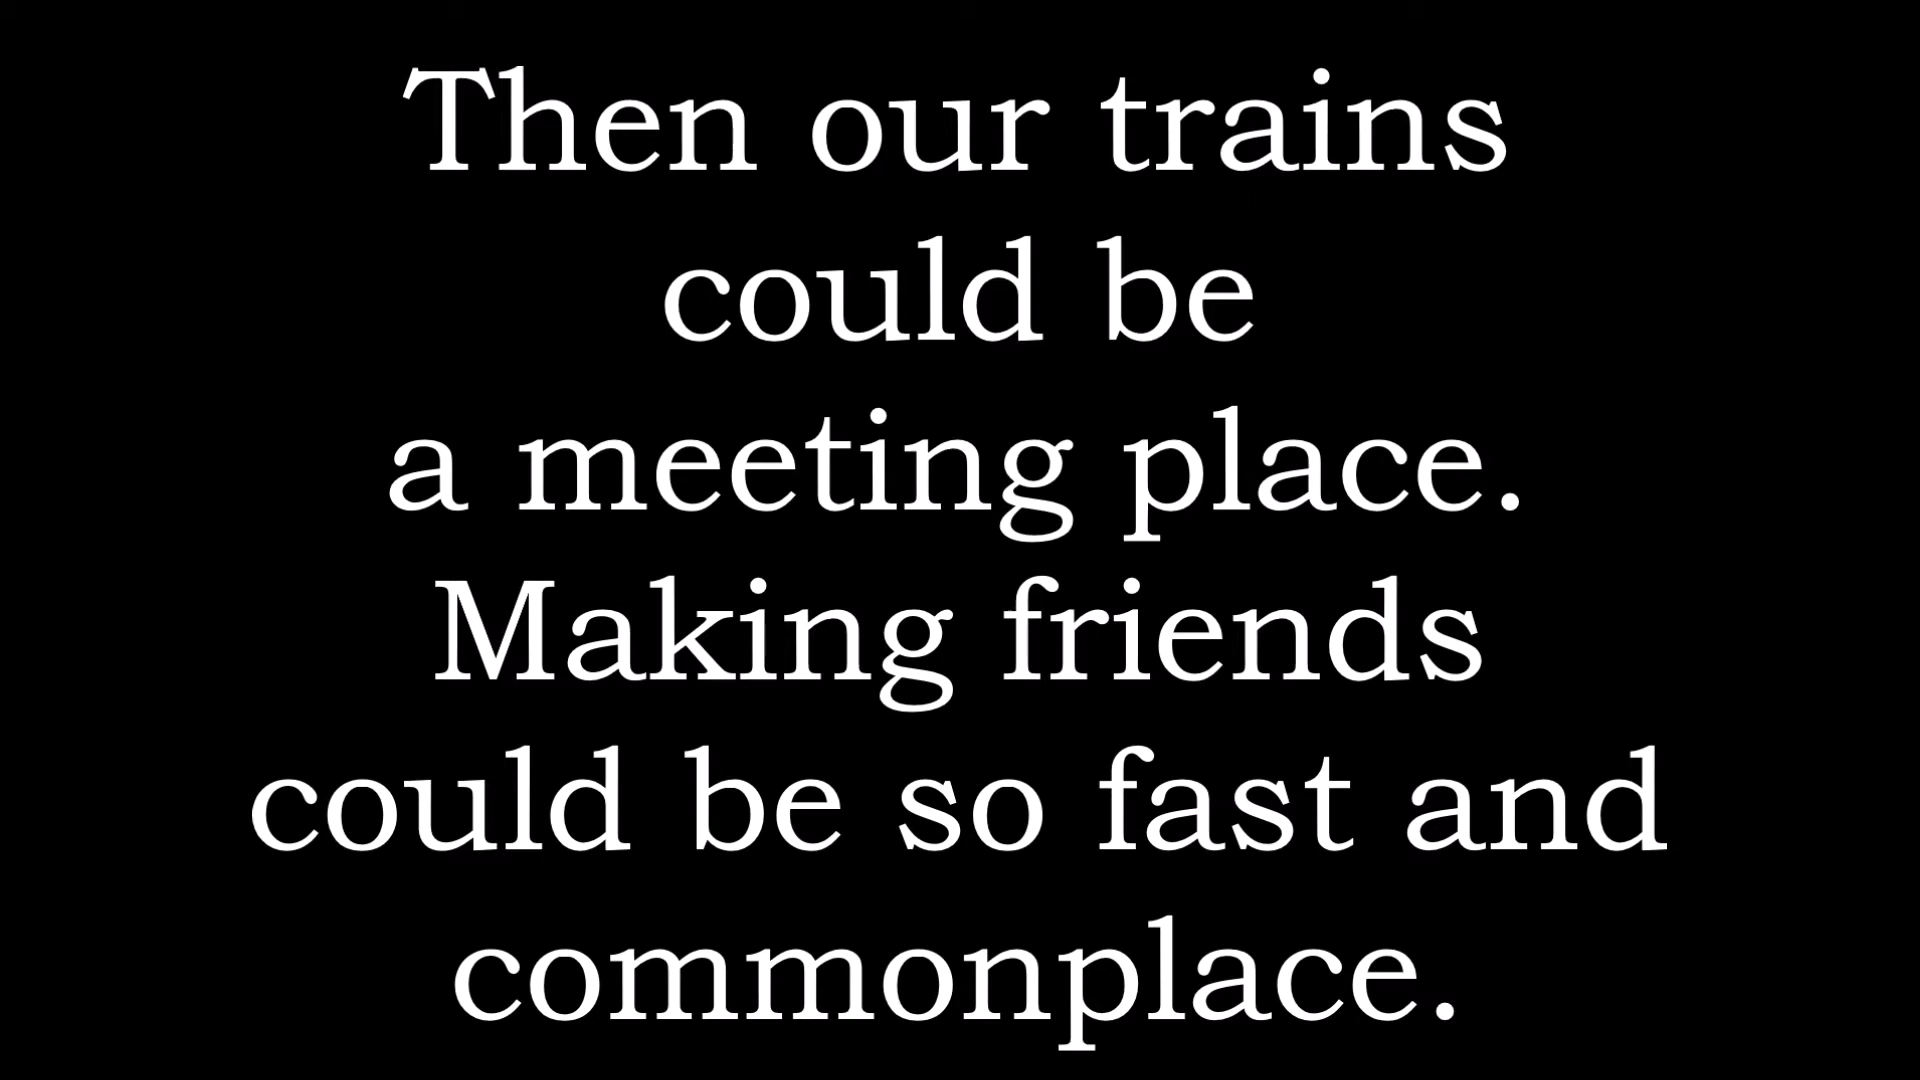 Then our trains
could be
a meeting place.
Making friends
could be so fast and
commonplace.